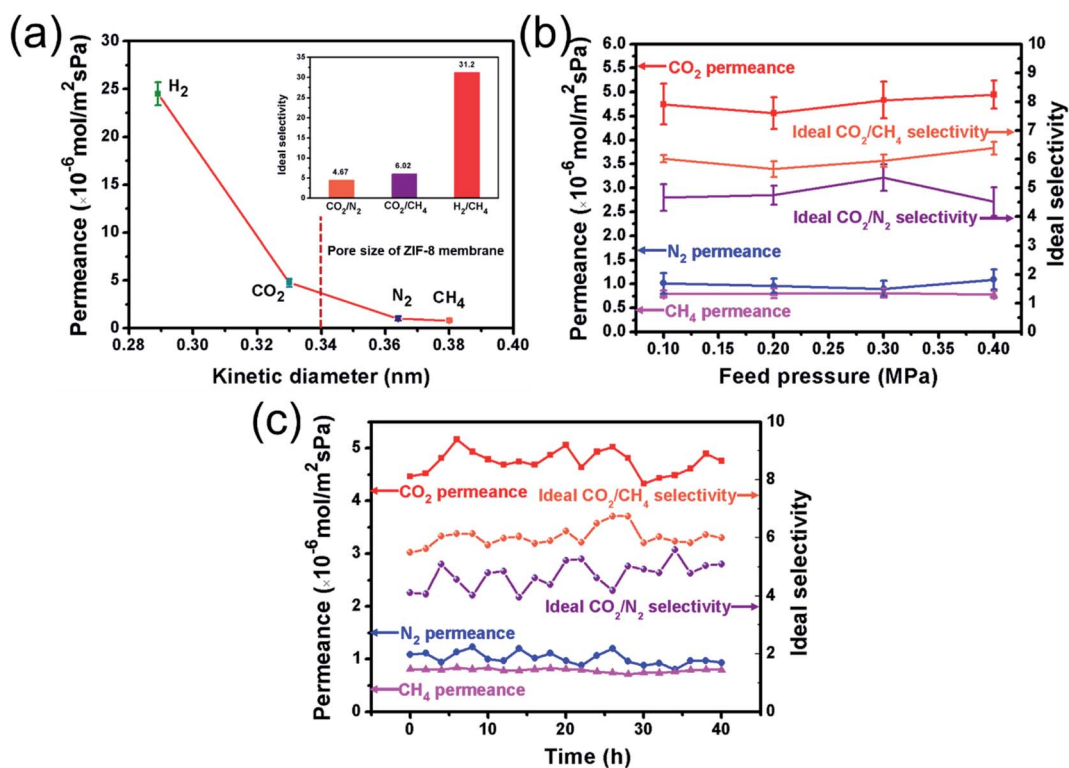 (a)
Permeance (×10⁻⁶mol/m²sPa)
30
25
20
15
10
5
0
H₂
CO₂
N₂
CH₄
Pore size of ZIF-8 membrane
0.28 0.30 0.32 0.34 0.36 0.38 0.40
Kinetic diameter (nm)
Ideal selectivity
35
30
25
20
15
10
5
0
4.67
6.02
31.2
CO₂/N₂ CO₂/CH₄ H₂/CH₄
(b)
Permeance (×10⁻⁶mol/m²sPa)
6.0
5.5
5.0
4.5
4.0
3.5
3.0
2.5
2.0
1.5
1.0
0.5
0.0
CO₂ permeance
Ideal CO₂/CH₄ selectivity
Ideal CO₂/N₂ selectivity
N₂ permeance
CH₄ permeance
10
9
8
7
6
5
4
3
2
1
0
Ideal selectivity
0.10 0.15 0.20 0.25 0.30 0.35 0.40
Feed pressure (MPa)
(c)
Permeance (×10⁻⁶mol/m²sPa)
5
4
3
2
1
0
CO₂ permeance
Ideal CO₂/CH₄ selectivity
Ideal CO₂/N₂ selectivity
N₂ permeance
CH₄ permeance
10
8
6
4
2
0
Ideal selectivity
0 10 20 30 40
Time (h)